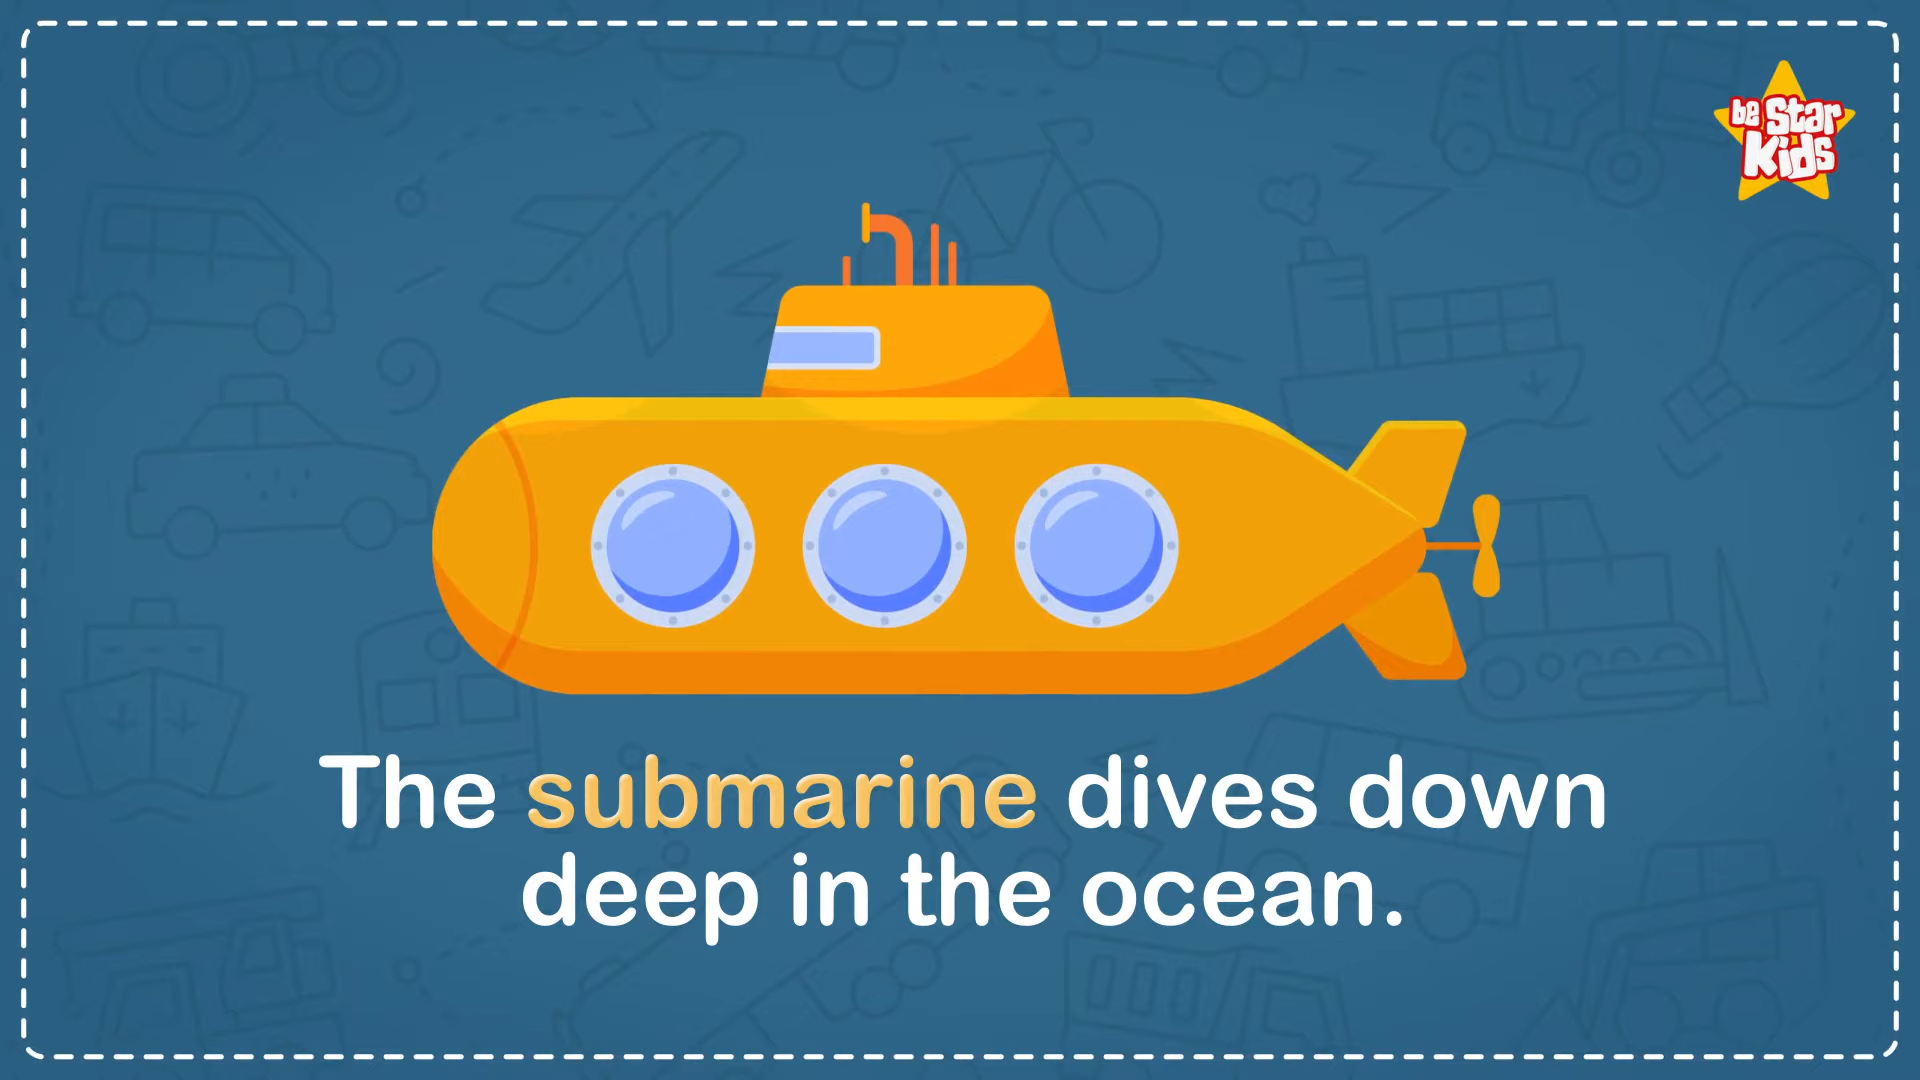 be Star
Kids
The submarine dives down
deep in the ocean.